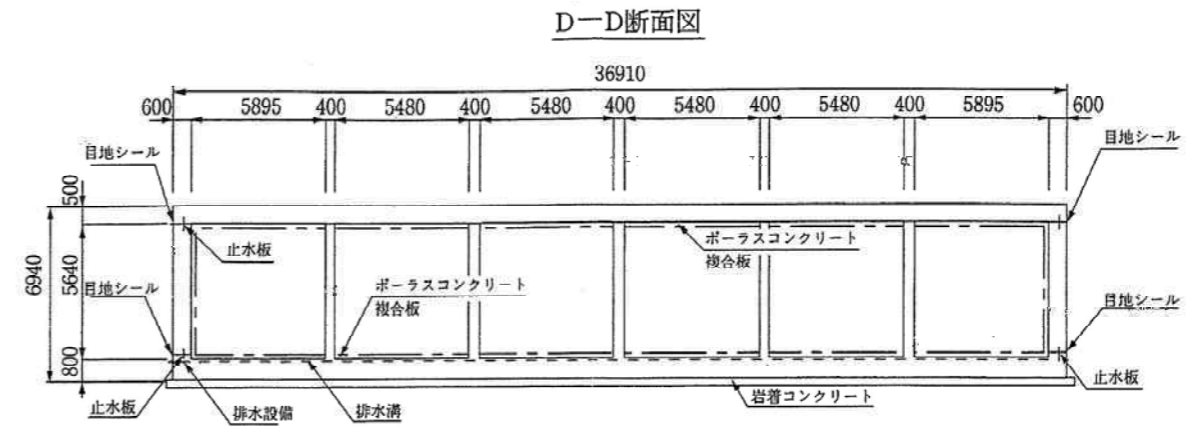 D－D断面図
36910
600 5895 400 5480 400 5480 400 5480 400 5480 400 5895 600
目地シール
目地シール
500
止水板
ポーラスコンクリート
複合板
6940
5640
目地シール
ポーラスコンクリート
複合板
目地シール
800
止水板
排水設備
排水溝
岩着コンクリート
止水板